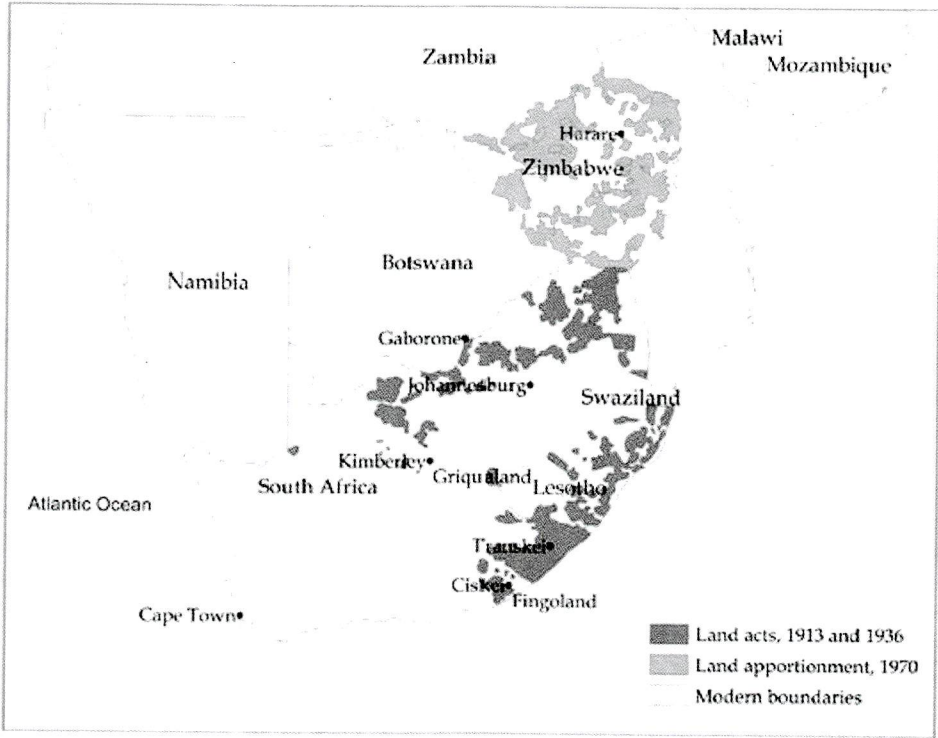 Malawi
Zambia
Mozambique
Harare
Zimbabwe
Botswana
Namibia
Gaborone
Johannesburg
Swaziland
Kimberley
Griqualand
South Africa
Lesotho
Atlantic Ocean
Transkei
Ciskei
Fingoland
Cape Town
Land acts, 1913 and 1936
Land apportionment, 1970
Modern boundaries